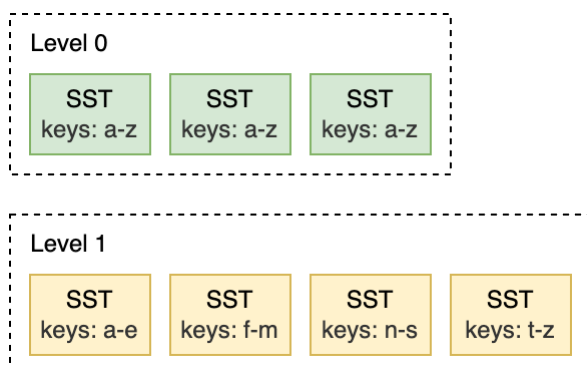 Level 0
SST SST SST
keys: a-z keys: a-z keys: a-z
Level 1
SST SST SST SST
keys: a-e keys: f-m keys: n-s keys: t-z